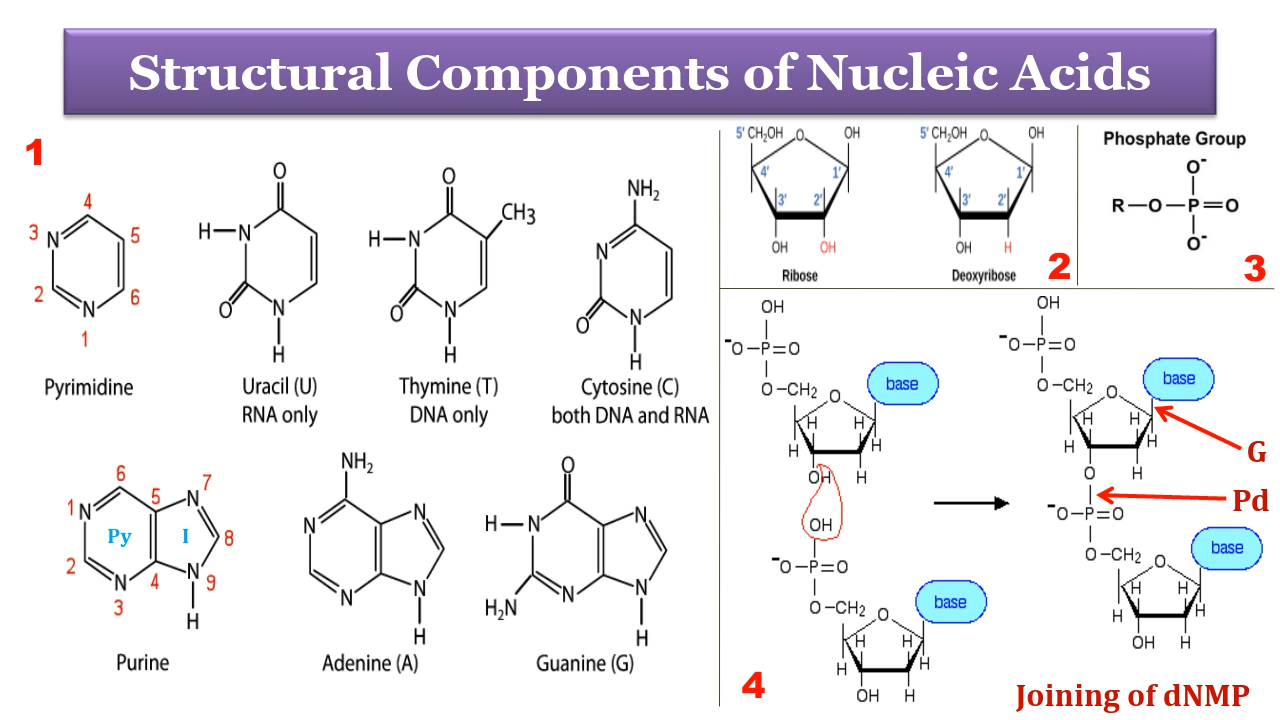 Structural Components of Nucleic Acids
1
4
3
5
N
2
6
N
1
Pyrimidine
O
H
N
O
N
H
Uracil (U)
RNA only
O
CH3
H
N
O
N
H
Thymine (T)
DNA only
NH2
N
O
N
H
Cytosine (C)
both DNA and RNA
6
7
1
5
N
N
Py
I
8
2
N
4
N
9
3
H
Purine
NH2
N
N
N
N
H
Adenine (A)
O
H
N
N
H2N
N
N
H
Guanine (G)
5′ CH2OH
O
OH
4′
1′
3′
2′
OH
OH
Ribose
5′ CH2OH
O
OH
4′
1′
3′
2′
OH
H
Deoxyribose
2
Phosphate Group
O-
R—O—P=O
O-
3
OH
-O—P=O
O—CH2
O
base
H
H
H
H
OH
H
OH
-O—P=O
O—CH2
O
base
H
H
H
H
OH
H
OH
-O—P=O
O—CH2
O
base
H
H
H
H
G
O
H
Pd
-O—P=O
O—CH2
O
base
H
H
H
H
OH
H
4
Joining of dNMP